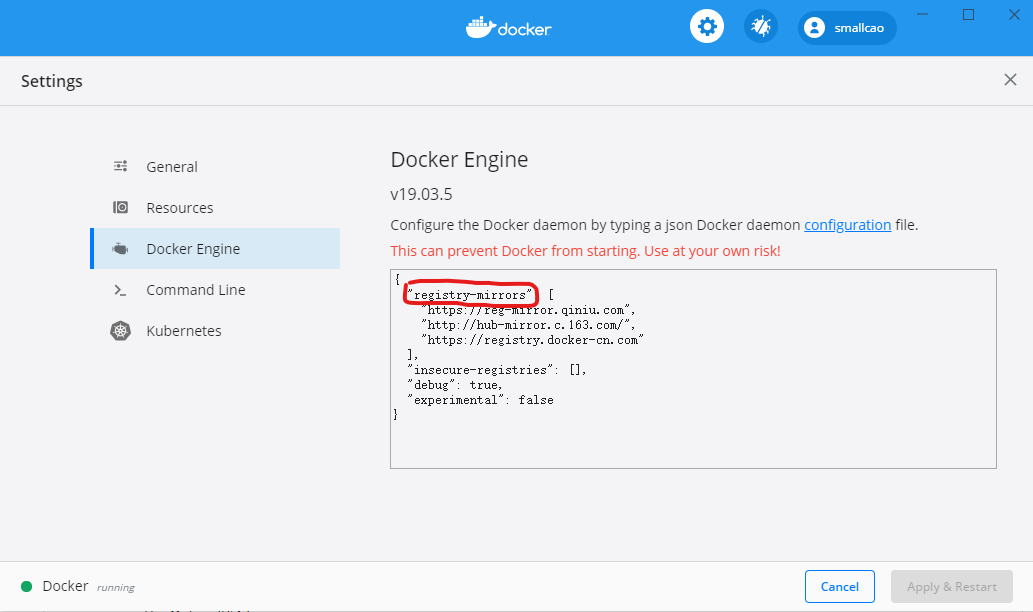 docker
smallcao
Settings
General
Resources
Docker Engine
Command Line
Kubernetes
Docker Engine
v19.03.5
Configure the Docker daemon by typing a json Docker daemon configuration file.
This can prevent Docker from starting. Use at your own risk!
{
"registry-mirrors" [
"https://reg-mirror.qiniu.com",
"http://hub-mirror.c.163.com/",
"https://registry.docker-cn.com"
],
"insecure-registries": [],
"debug": true,
"experimental": false
}
Docker running
Cancel
Apply & Restart